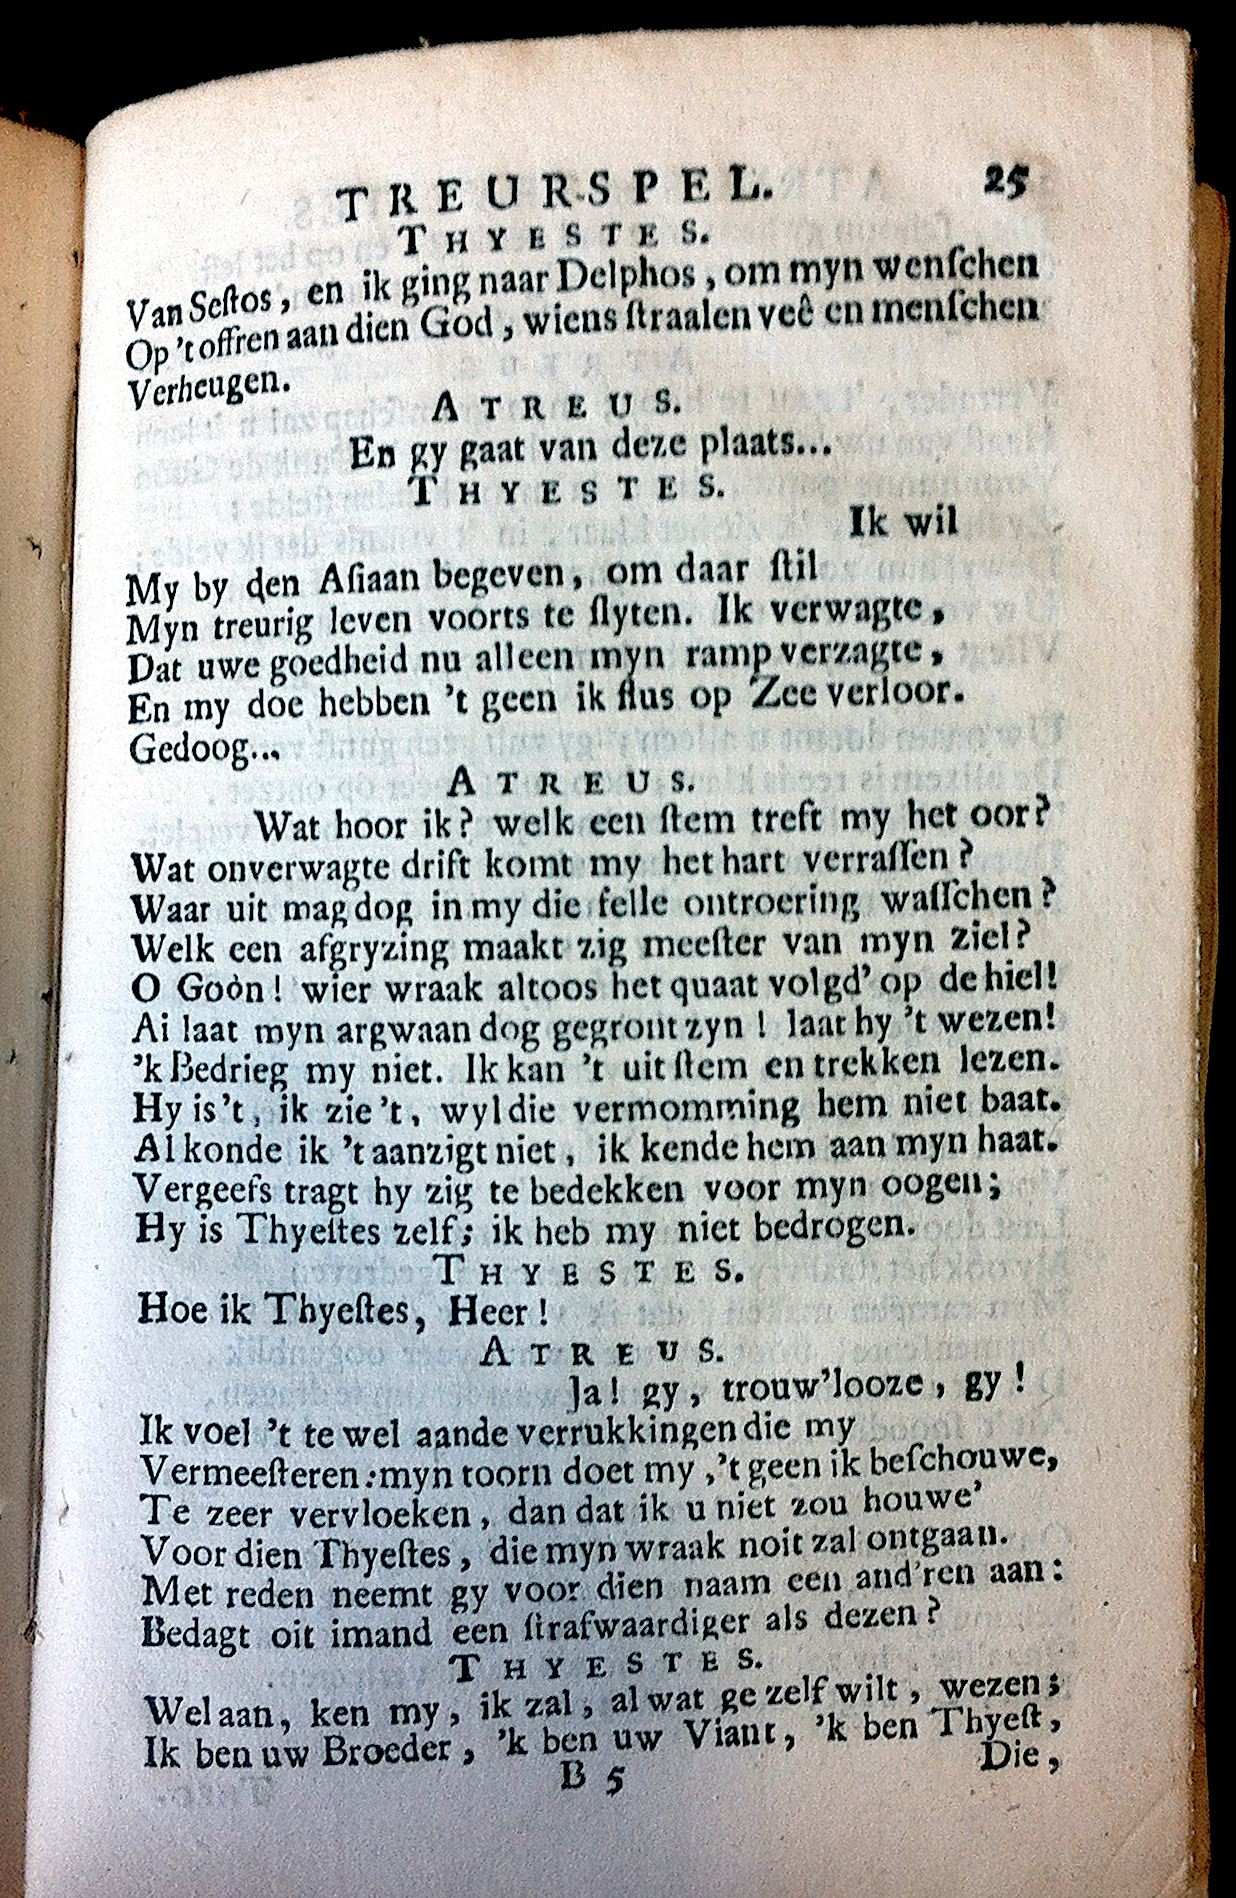 TREURSPEL. 25
THYESTES.
Van Seſtos, en ik ging naar Delphos, om myn wenſchen
Op 't offren aan dien God, wiens ſtraalen veê en menſchen
Verheugen.
ATREUS.
En gy gaat van deze plaats...
THYESTES.
Ik wil
My by den Aſiaan begeven, om daar ſtil
Myn treurig leven voorts te ſlyten. Ik verwagte,
Dat uwe goedheid nu alleen myn ramp verzagte,
En my doe hebben 't geen ik flus op Zee verloor.
Gedoog...
ATREUS.
Wat hoor ik? welk een ſtem treft my het oor?
Wat onverwagte drift komt my het hart verraſſen?
Waar uit mag dog in my die felle ontroering waſſchen?
Welk een afgryzing maakt zig meeſter van myn ziel?
O Goòn! wier wraak altoos het quaat volgd' op de hiel!
Ai laat myn argwaan dog gegront zyn! laat hy 't wezen!
'k Bedrieg my niet. Ik kan 't uit ſtem en trekken lezen.
Hy is 't, ik zie 't, wyl die vermomming hem niet baat.
Al konde ik 't aanzigt niet, ik kende hem aan myn haat.
Vergeefs tragt hy zig te bedekken voor myn oogen;
Hy is Thyeſtes zelf; ik heb my niet bedrogen.
THYESTES.
Hoe ik Thyeſtes, Heer!
ATREUS.
Ja! gy, trouw'looze, gy!
Ik voel 't te wel aande verrukkingen die my
Vermeeſteren: myn toorn doet my, 't geen ik beſchouwe,
Te zeer vervloeken, dan dat ik u niet zou houwe'
Voor dien Thyeſtes, die myn wraak noit zal ontgaan.
Met reden neemt gy voor dien naam een and'ren aan:
Bedagt oit imand een ſtrafwaardiger als dezen?
THYESTES.
Welaan, ken my, ik zal, al wat ge zelf wilt, wezen;
Ik ben uw Broeder, 'k ben uw Viant, 'k ben Thyeſt,
B 5 Die,